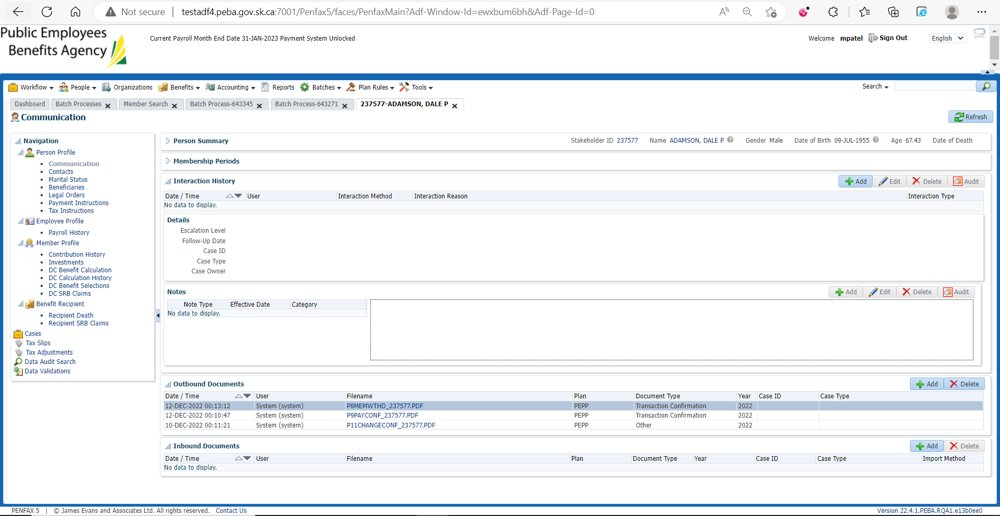 Not secure | testadf4.peba.gov.sk.ca:7001/Penfax5/faces/PenfaxMain?Adf-Window-Id=ewxbum6bh&Adf-Page-Id=0
Public Employees
Benefits Agency
Current Payroll Month End Date 31-JAN-2023 Payment System Unlocked
Welcome mpatel Sign Out English
Workflow People Organizations Benefits Accounting Reports Batches Plan Rules Tools Search
Dashboard Batch Processes Member Search Batch Process-643345 Batch Process-643271 237577-ADAMSON, DALE P
Communication Refresh
Navigation
Person Profile
Communication
Contacts
Marital Status
Beneficiaries
Legal Orders
Payment Instructions
Tax Instructions
Employee Profile
Payroll History
Member Profile
Contribution History
Investments
DC Benefit Calculation
DC Calculation History
DC Benefit Selections
DC SRB Claims
Benefit Recipient
Recipient Death
Recipient SRB Claims
Cases
Tax Slips
Tax Adjustments
Data Audit Search
Data Validations
Person Summary Stakeholder ID 237577 Name ADAMSON, DALE P Gender Male Date of Birth 09-JUL-1955 Age 67.43 Date of Death
Membership Periods
Interaction History Add Edit Delete Audit
Date / Time User Interaction Method Interaction Reason Interaction Type
No data to display.
Details
Escalation Level
Follow-Up Date
Case ID
Case Type
Case Owner
Notes Add Edit Delete Audit
Note Type Effective Date Category
No data to display.
Outbound Documents Add Delete
Date / Time User Filename Plan Document Type Year Case ID Case Type
12-DEC-2022 00:13:12 System (system) P8MEMWTHD_237577.PDF PEPP Transaction Confirmation 2022
12-DEC-2022 00:10:47 System (system) P9PAYCONF_237577.PDF PEPP Transaction Confirmation 2022
10-DEC-2022 00:11:21 System (system) P11CHANGECONF_237577.PDF PEPP Other 2022
Inbound Documents Add Delete
Date / Time User Filename Plan Document Type Year Case ID Case Type Import Method
No data to display.
PENFAX 5 | © James Evans and Associates Ltd. All rights reserved. Contact Us Version 22.4.1.PEBA.RQA1.e13b0ee0